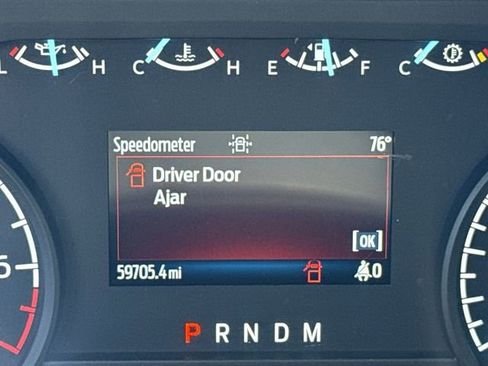 L H C H E F C
Speedometer 76°
Driver Door
Ajar
[OK]
59705.4 mi 0
5
P R N D M